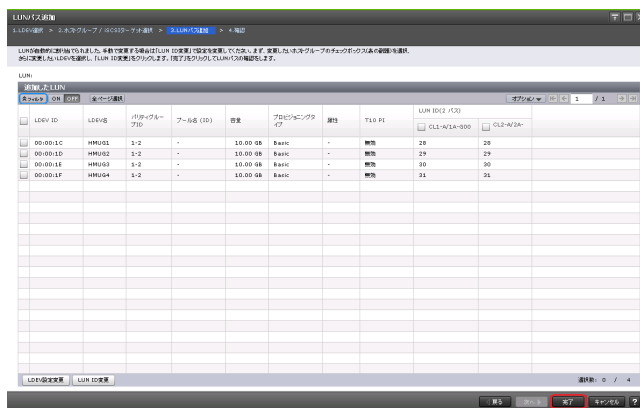 LUNパス追加
1.LDEV選択 > 2.ホストグループ / iSCSIターゲット選択 > 3.LUNパス追加 > 4.確認
LUNが自動的に割り当てられました。手動で変更する場合は「LUN ID変更」で設定を変更してください。まず、変更したいホストグループのチェックボックス(表の右側)を選択、
さらに変更したいLDEVを選択し、「LUN ID変更」をクリックします。「完了」をクリックしてLUNパスの確認をします。
LUN:
追加したLUN
フィルタ ON OFF 全ページ選択 オプション 1 / 1
LUN ID(2 パス)
LDEV ID LDEV名 パリティグループID プール名 (ID) 容量 プロビジョニングタイプ 属性 T10 PI CL1-A/1A-G00 CL2-A/2A-
00:00:1C HMUG1 1-2 - 10.00 GB Basic - 無効 28 28
00:00:1D HMUG2 1-2 - 10.00 GB Basic - 無効 29 29
00:00:1E HMUG3 1-2 - 10.00 GB Basic - 無効 30 30
00:00:1F HMUG4 1-2 - 10.00 GB Basic - 無効 31 31
LDEV設定変更 LUN ID変更 選択数: 0 / 4
戻る 次へ 完了 キャンセル ?